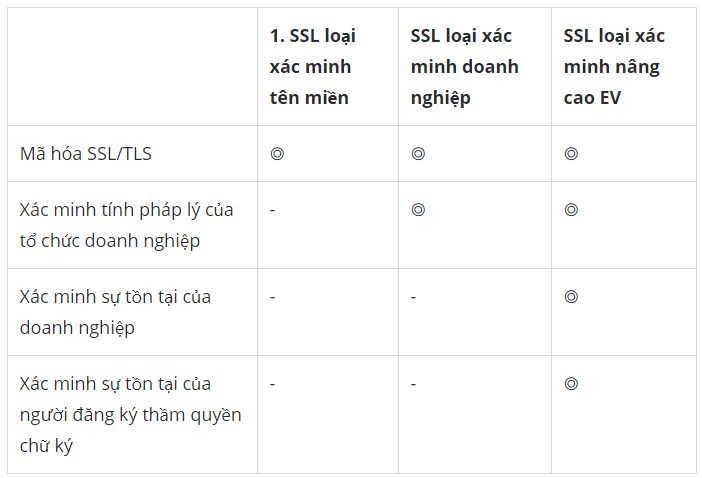 1. SSL loại xác minh tên miền
SSL loại xác minh doanh nghiệp
SSL loại xác minh nâng cao EV
Mã hóa SSL/TLS ◎ ◎ ◎
Xác minh tính pháp lý của - ◎ ◎
tổ chức doanh nghiệp
Xác minh sự tồn tại của - - ◎
doanh nghiệp
Xác minh sự tồn tại của - - ◎
người đăng ký thầm quyền
chữ ký